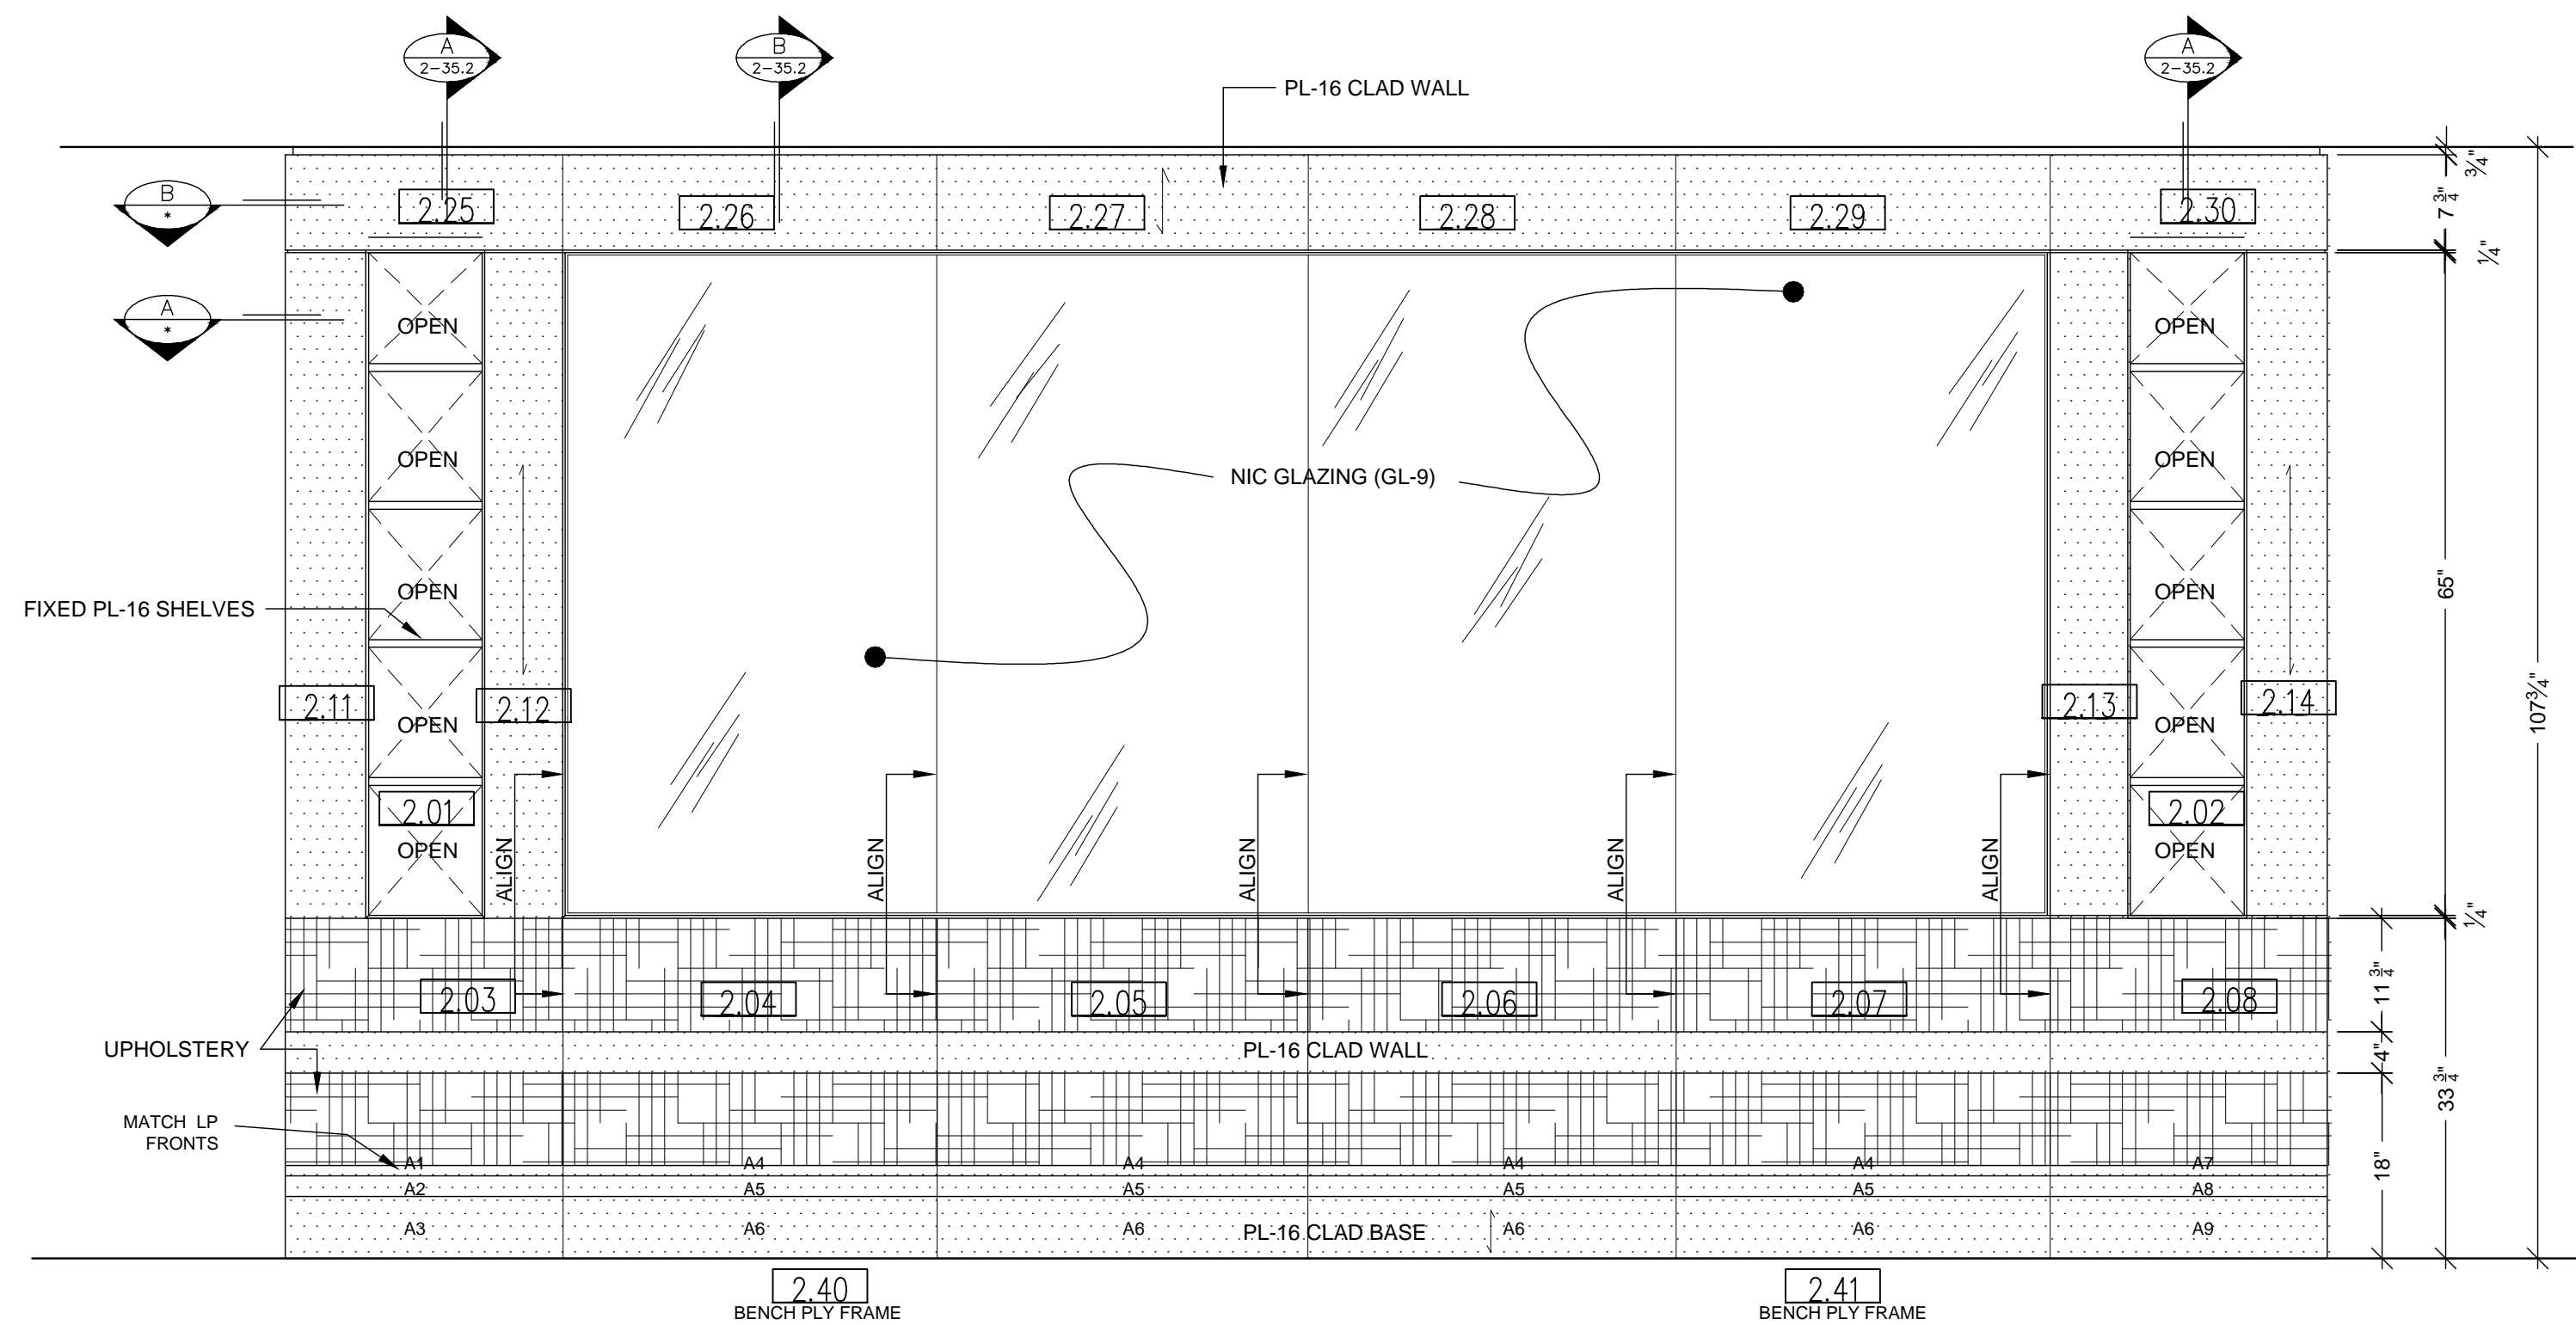 A
2-35.2
B
2-35.2
A
2-35.2
PL-16 CLAD WALL
B
*
2.25
2.26
2.27
2.28
2.29
2.30
3/4"
7 3/4"
1/4"
A
*
OPEN
OPEN
OPEN
OPEN
NIC GLAZING (GL-9)
OPEN
OPEN
FIXED PL-16 SHELVES
65"
2.11
2.12
2.13
2.14
107 3/4"
OPEN
OPEN
2.01
2.02
OPEN
OPEN
ALIGN
ALIGN
ALIGN
ALIGN
ALIGN
1/4"
2.03
2.04
2.05
2.06
2.07
2.08
11 3/4"
UPHOLSTERY
PL-16 CLAD WALL
4"
33 3/4"
MATCH LP
FRONTS
18"
A1
A4
A4
A4
A4
A7
A2
A5
A5
A5
A5
A8
A3
A6
A6
PL-16 CLAD BASE
A6
A6
A9
2.40
BENCH PLY FRAME
2.41
BENCH PLY FRAME